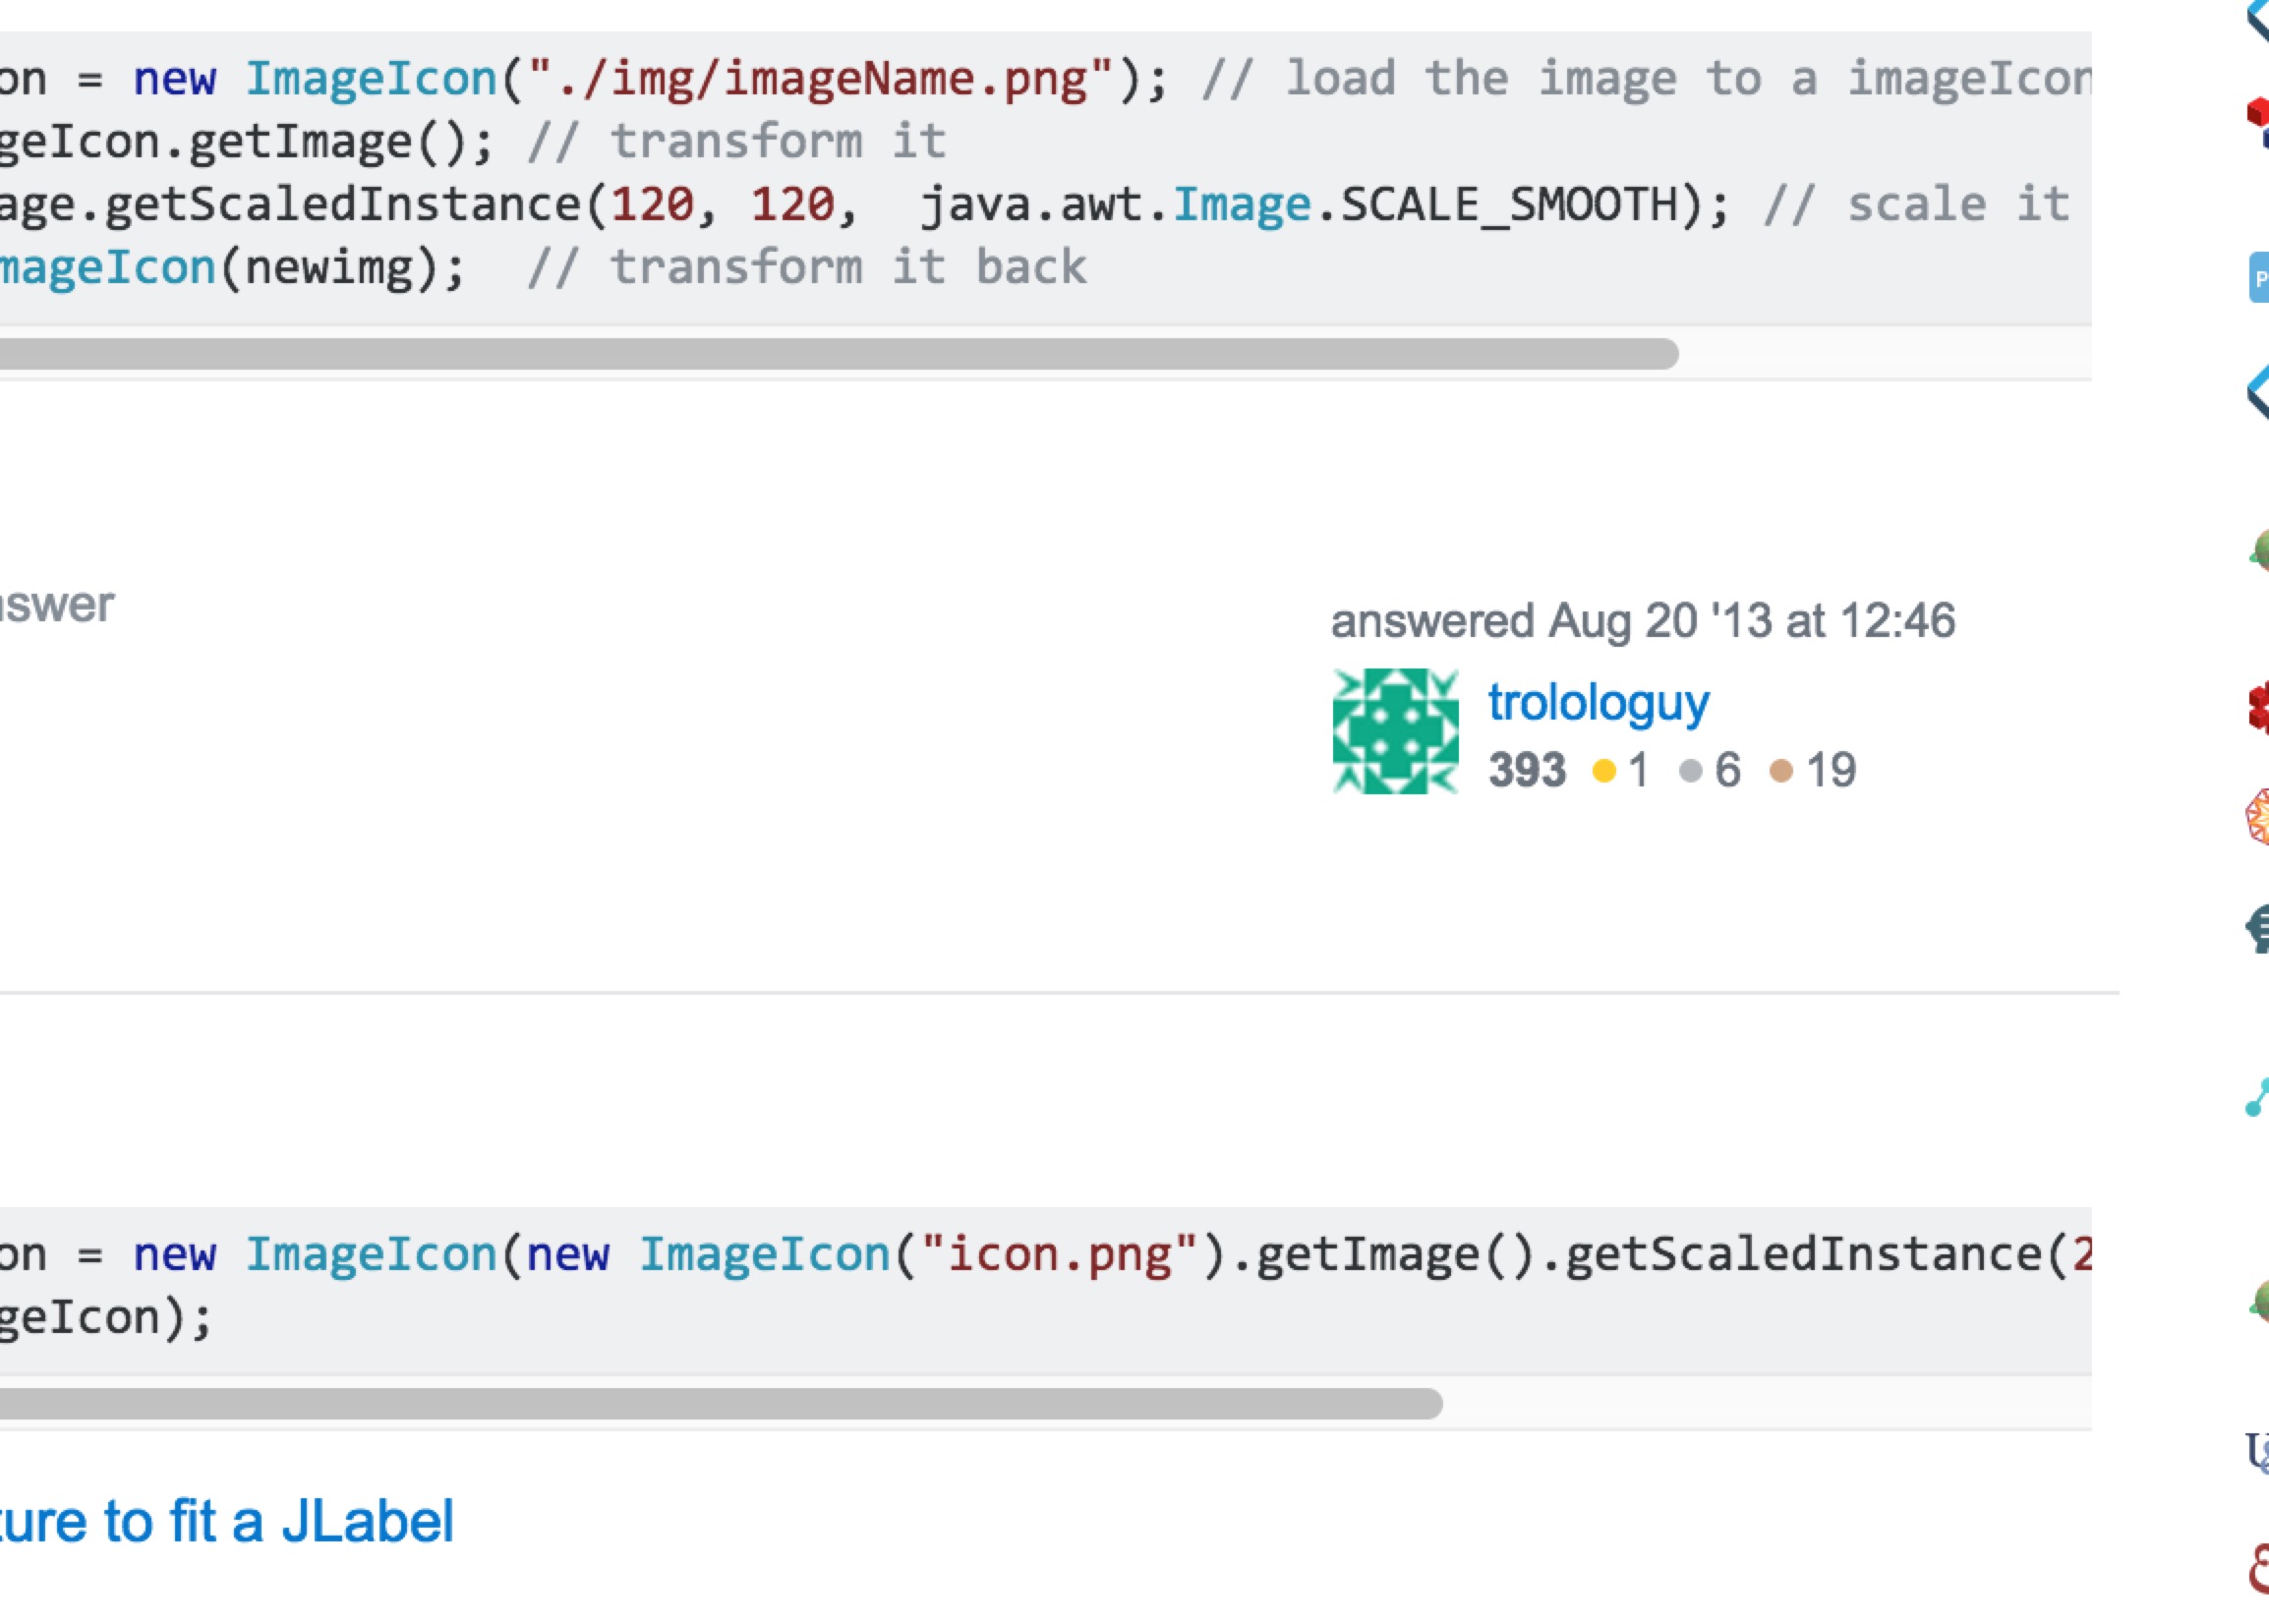 on = new ImageIcon("./img/imageName.png"); // load the image to a imageIcon
geIcon.getImage(); // transform it
age.getScaledInstance(120, 120,  java.awt.Image.SCALE_SMOOTH); // scale it
mageIcon(newimg);  // transform it back
swer
answered Aug 20 '13 at 12:46
trolologuy
393 1 6 19
on = new ImageIcon(new ImageIcon("icon.png").getImage().getScaledInstance(2
geIcon);
ture to fit a JLabel